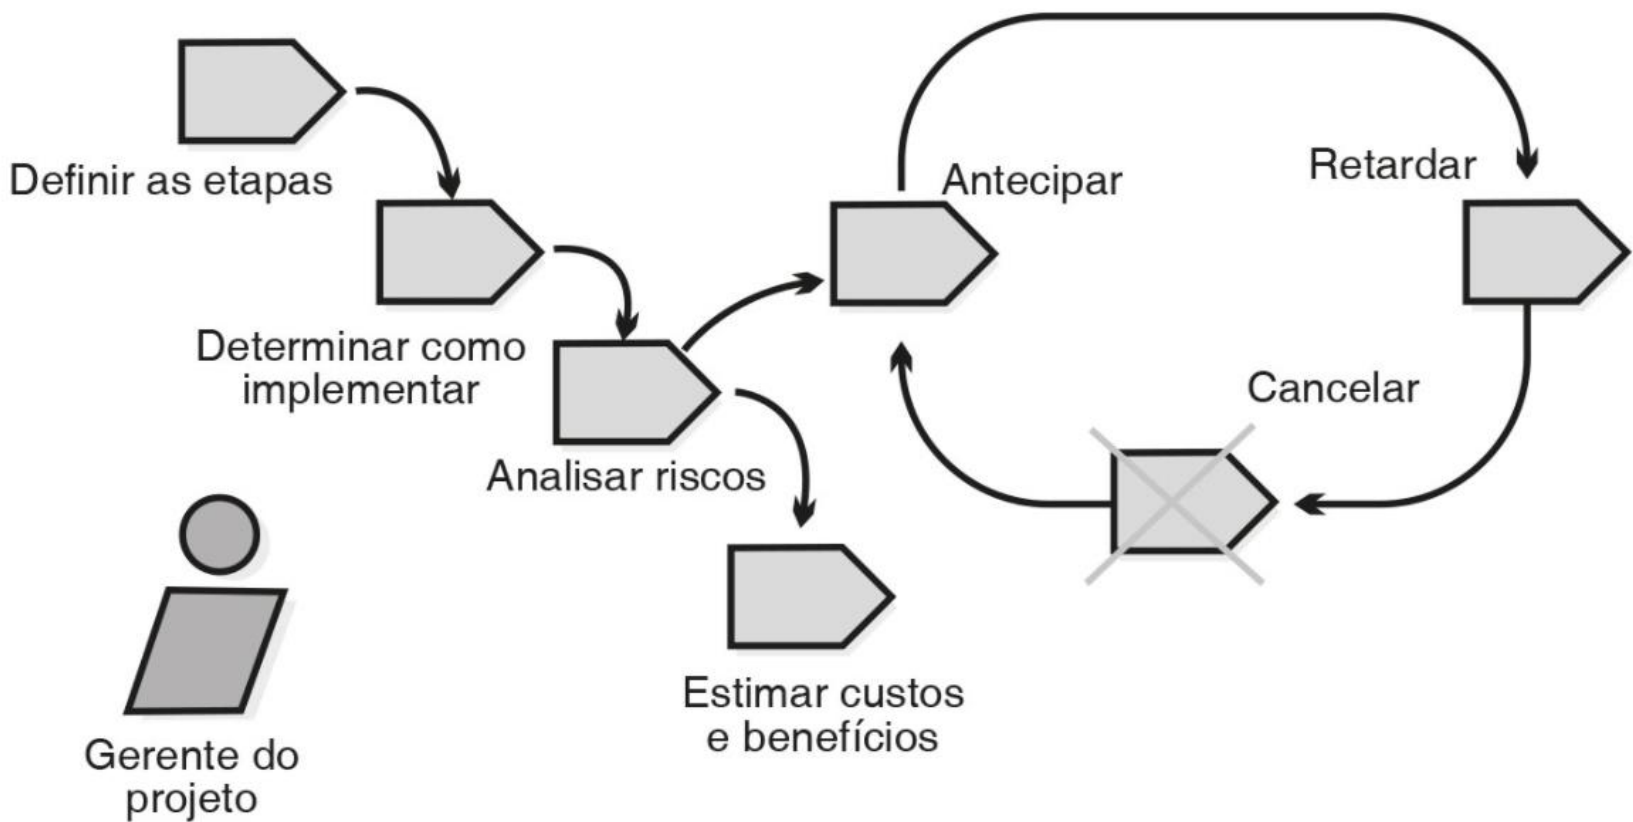 Definir as etapas
Determinar como
implementar
Analisar riscos
Estimar custos
e benefícios
Antecipar
Retardar
Cancelar
Gerente do
projeto